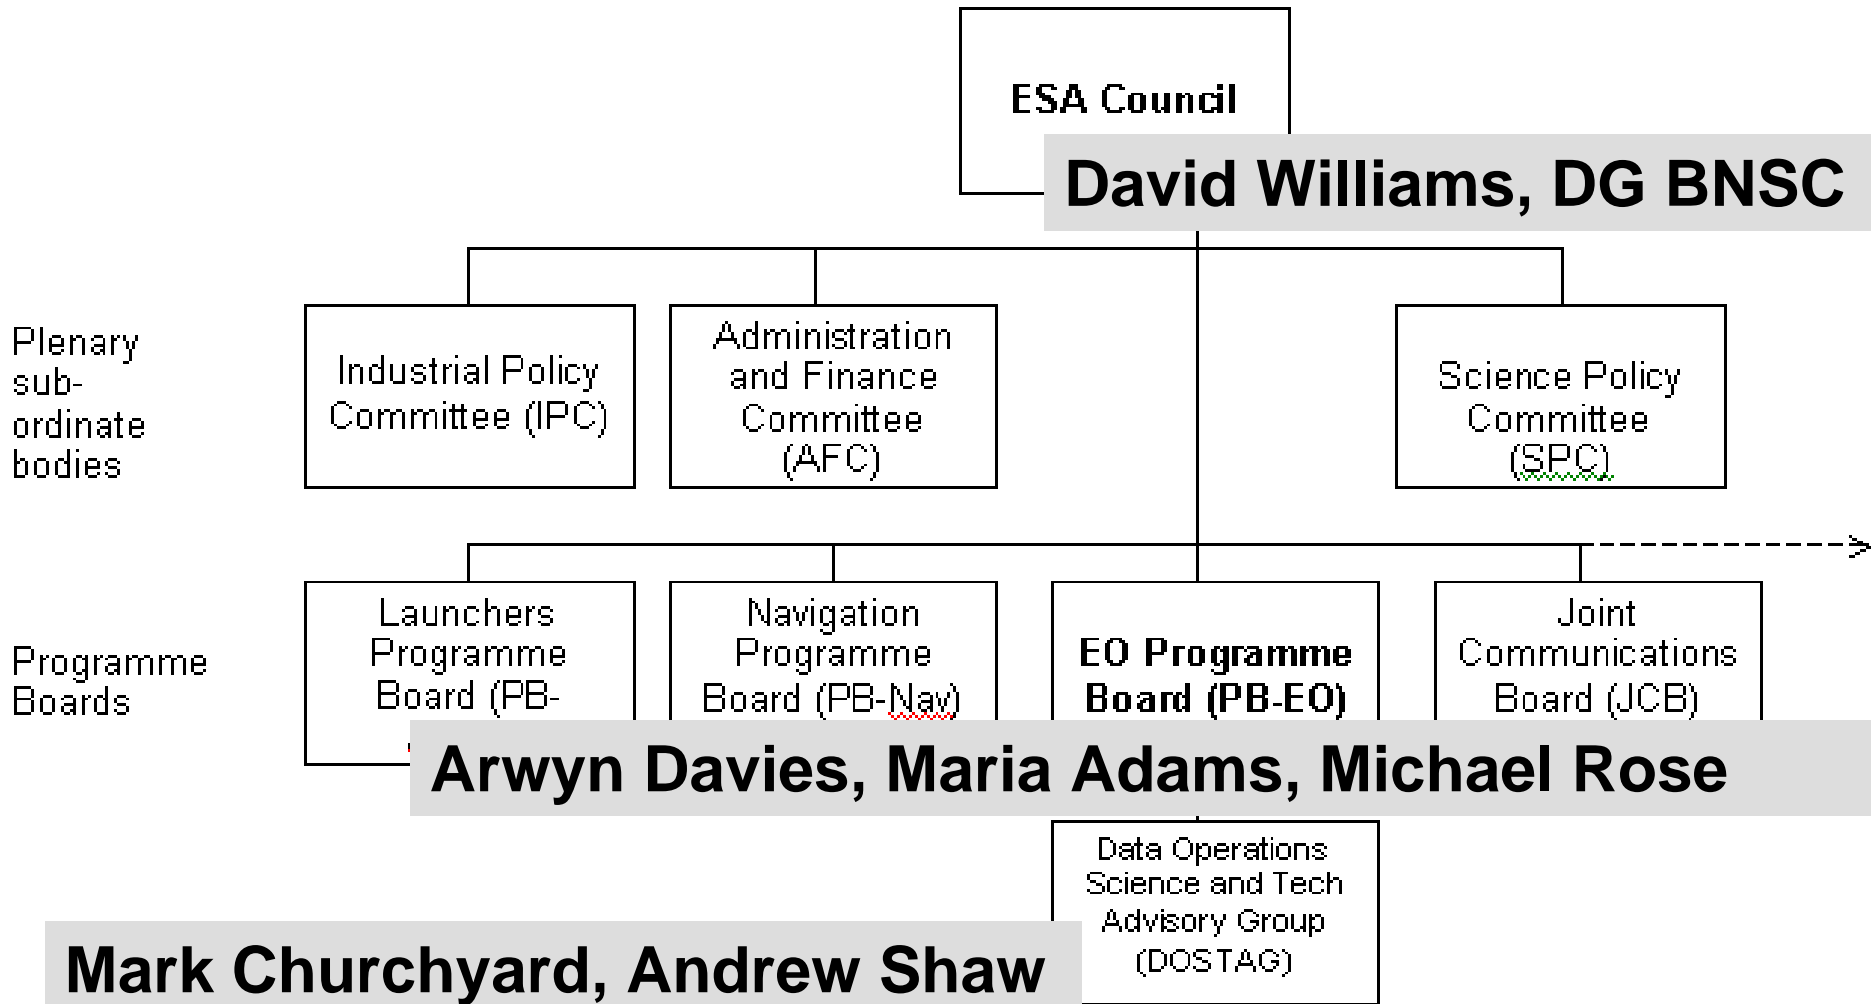 ESA Council
David Williams, DG BNSC
Plenary
sub-
ordinate
bodies
Industrial Policy
Committee (IPC)
Administration
and Finance
Committee
(AFC)
Science Policy
Committee
(SPC)
Programme
Boards
Launchers
Programme
Board (PB-
Navigation
Programme
Board (PB-Nav)
EO Programme
Board (PB-EO)
Joint
Communications
Board (JCB)
Arwyn Davies, Maria Adams, Michael Rose
Data Operations
Science and Tech
Advisory Group
(DOSTAG)
Mark Churchyard, Andrew Shaw